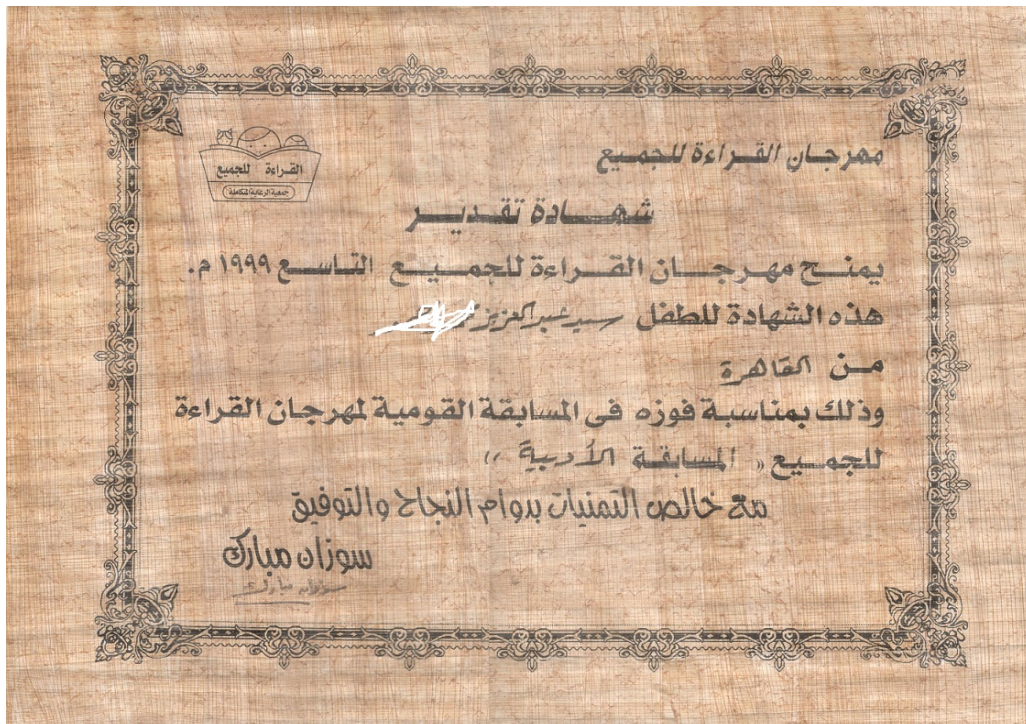 مهرجان القراءة للجميع
القراءة للجميع
جمعية الرعاية المتكاملة
شهادة تقدير
يمنح مهرجان القراءة للجميع التاسع ١٩٩٩ م.
هذه الشهادة للطفل سيد عبد العزيز
من القاهرة
وذلك بمناسبة فوزه فى المسابقة القومية لمهرجان القراءة
للجميع " المسابقة الأدبية "
مع خالص التمنيات بدوام النجاح والتوفيق
سوزان مبارك
سوزان مبارك